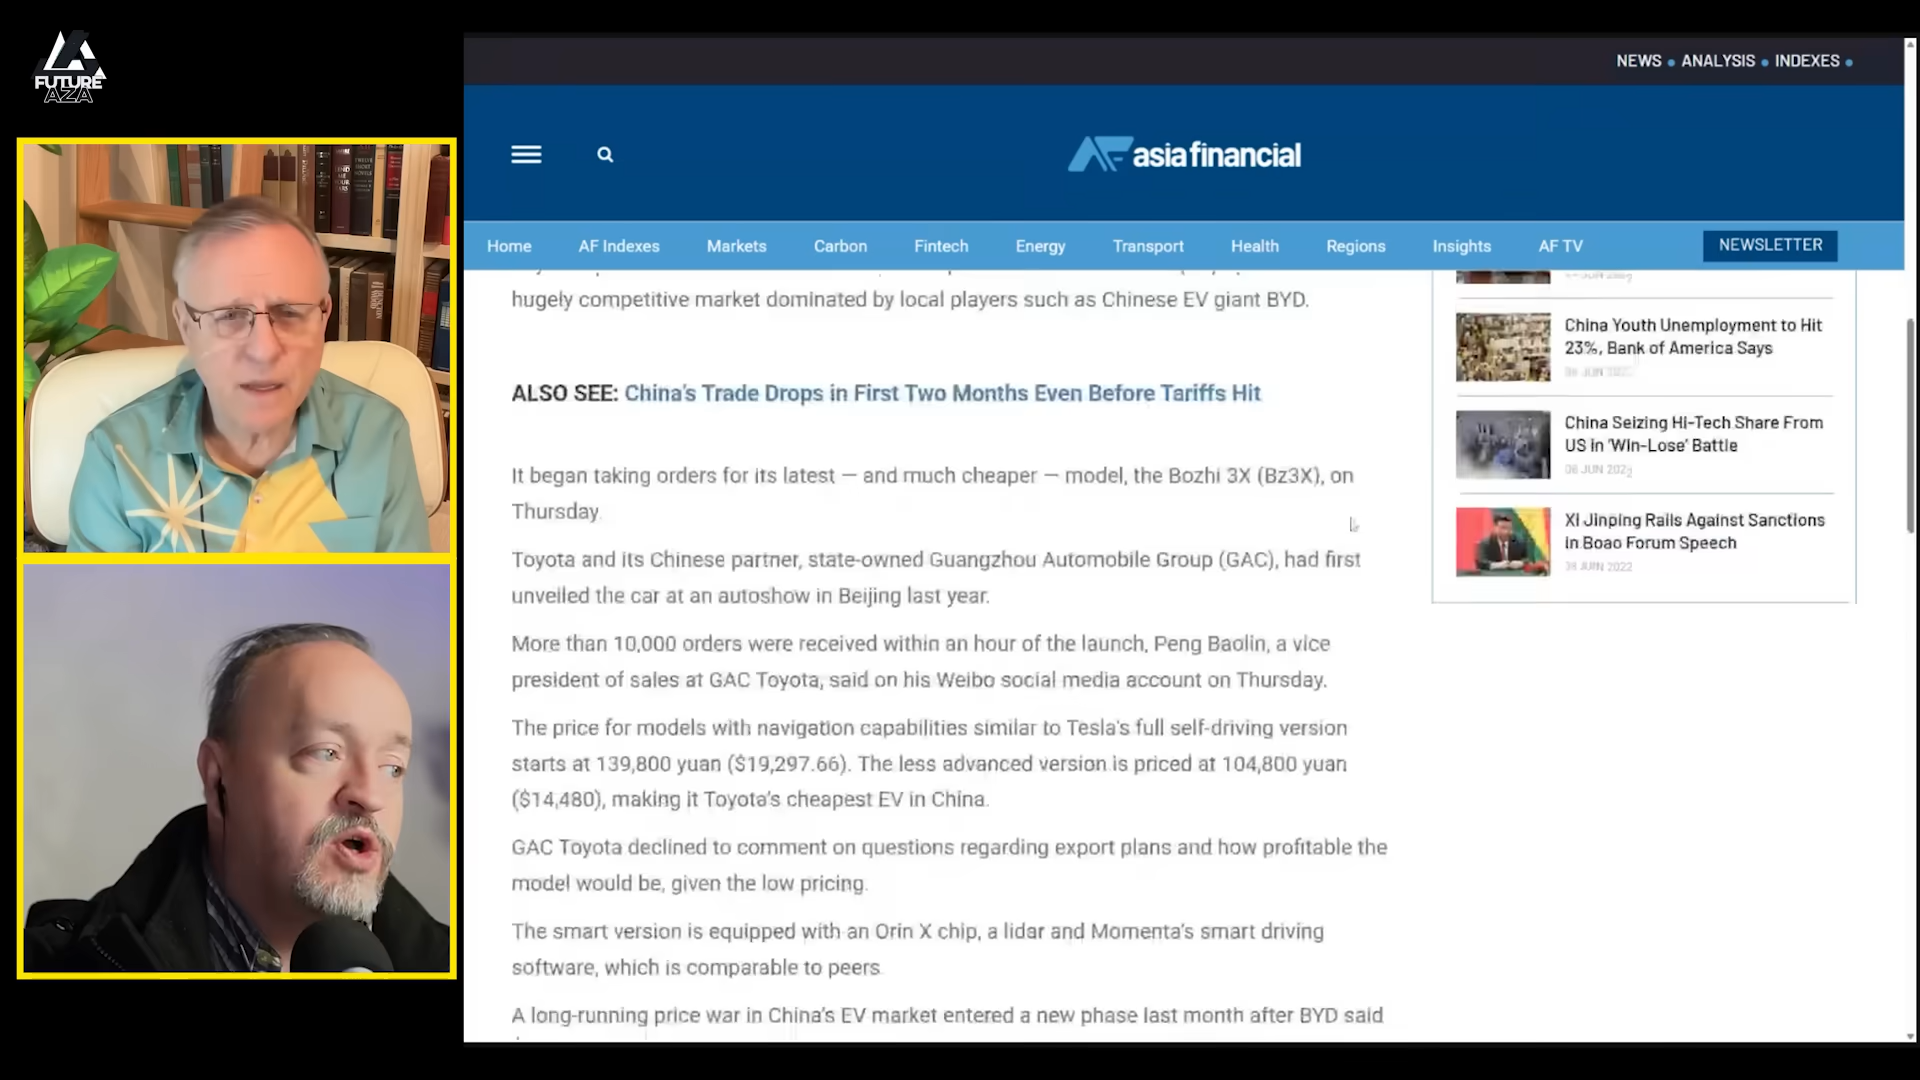 FUTURE
AZA
NEWS • ANALYSIS • INDEXES •
AF asia financial
Home AF Indexes Markets Carbon Fintech Energy Transport Health Regions Insights AF TV NEWSLETTER
hugely competitive market dominated by local players such as Chinese EV giant BYD.
ALSO SEE: China's Trade Drops in First Two Months Even Before Tariffs Hit
It began taking orders for its latest — and much cheaper — model, the Bozhi 3X (Bz3X), on
Thursday.
Toyota and its Chinese partner, state-owned Guangzhou Automobile Group (GAC), had first
unveiled the car at an autoshow in Beijing last year.
More than 10,000 orders were received within an hour of the launch, Peng Baolin, a vice
president of sales at GAC Toyota, said on his Weibo social media account on Thursday.
The price for models with navigation capabilities similar to Tesla's full self-driving version
starts at 139,800 yuan ($19,297.66). The less advanced version is priced at 104,800 yuan
($14,480), making it Toyota's cheapest EV in China.
GAC Toyota declined to comment on questions regarding export plans and how profitable the
model would be, given the low pricing.
The smart version is equipped with an Orin X chip, a lidar and Momenta's smart driving
software, which is comparable to peers
A long-running price war in China's EV market entered a new phase last month after BYD said
China Youth Unemployment to Hit
23%, Bank of America Says
China Seizing Hi-Tech Share From
US in 'Win-Lose' Battle
XI Jinping Rails Against Sanctions
in Boao Forum Speech